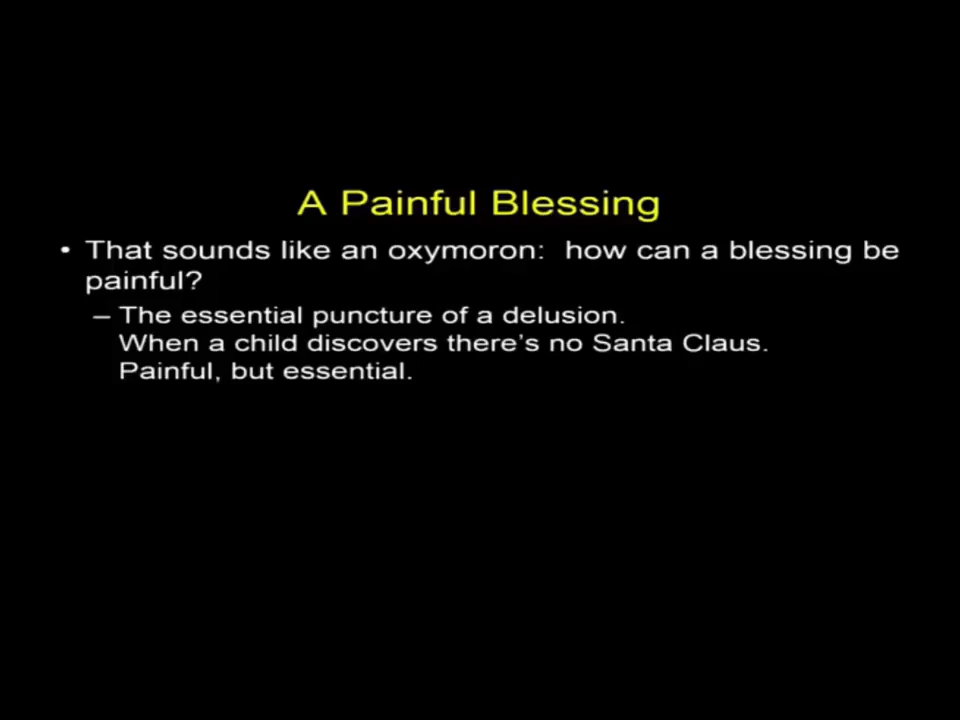 A Painful Blessing
• That sounds like an oxymoron:  how can a blessing be
painful?
– The essential puncture of a delusion.
When a child discovers there's no Santa Claus.
Painful, but essential.